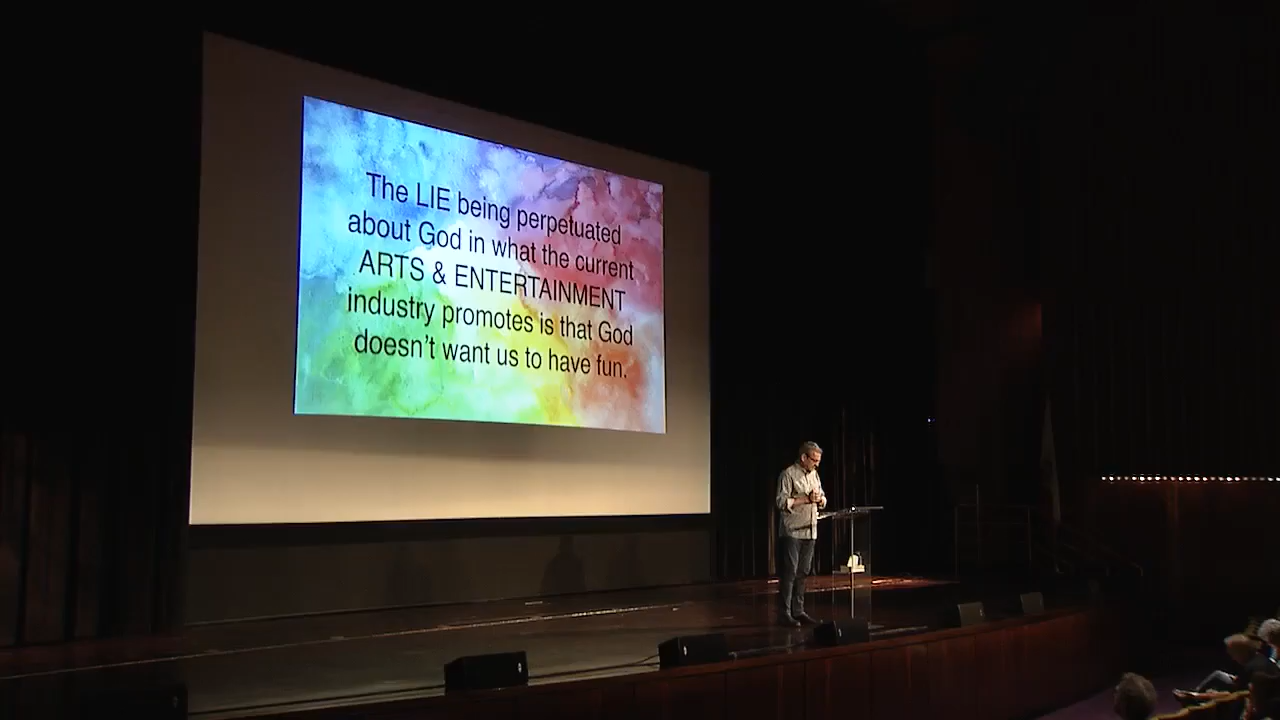 The LIE being perpetuated
about God in what the current
ARTS & ENTERTAINMENT
industry promotes is that God
doesn't want us to have fun.